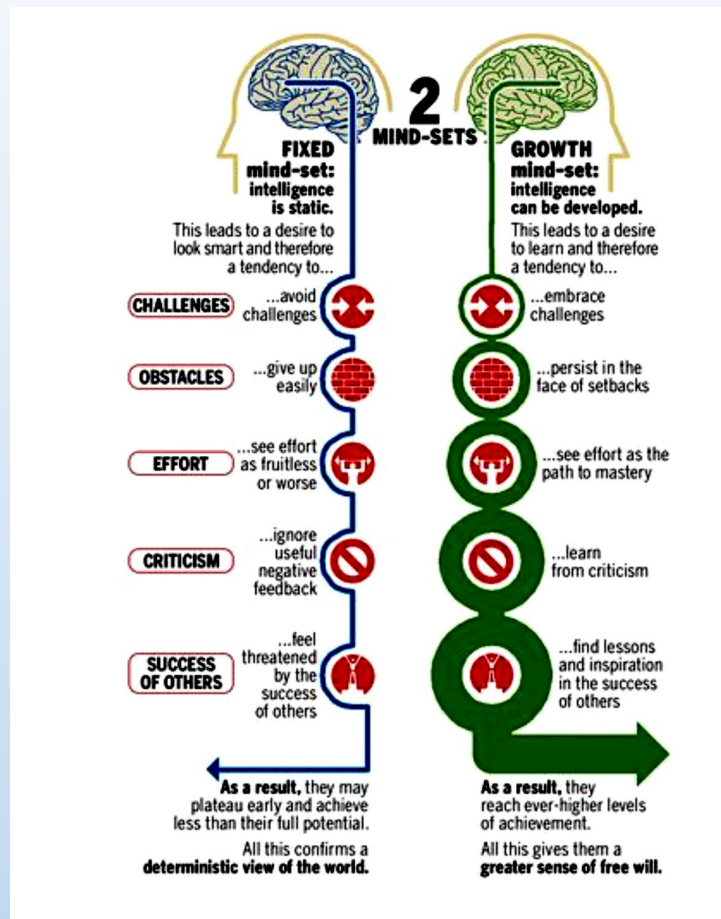 2
MIND-SETS
FIXED
mind-set:
intelligence
is static.
This leads to a desire to
look smart and therefore
a tendency to...
GROWTH
mind-set:
intelligence
can be developed.
This leads to a desire
to learn and therefore
a tendency to...
CHALLENGES
...avoid
challenges
...embrace
challenges
OBSTACLES
...give up
easily
...persist in the
face of setbacks
EFFORT
...see effort
as fruitless
or worse
...see effort as the
path to mastery
CRITICISM
...ignore
useful
negative
feedback
...learn
from criticism
SUCCESS
OF OTHERS
...feel
threatened
by the
success
of others
...find lessons
and inspiration
in the success
of others
As a result, they may
plateau early and achieve
less than their full potential.
All this confirms a
deterministic view of the world.
As a result, they
reach ever-higher levels
of achievement.
All this gives them a
greater sense of free will.